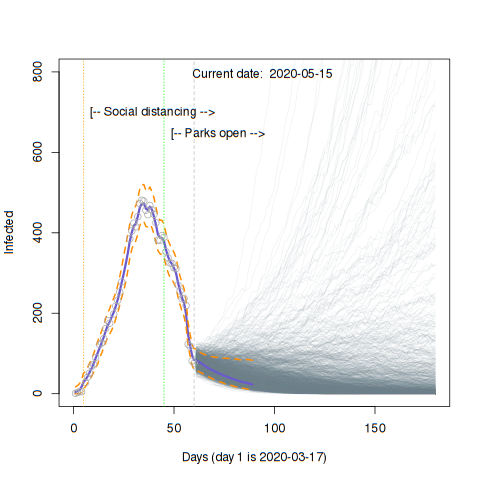 Current date: 2020-05-15
[-- Social distancing -->
[-- Parks open -->
Infected
800
600
400
200
0
0 50 100 150
Days (day 1 is 2020-03-17)